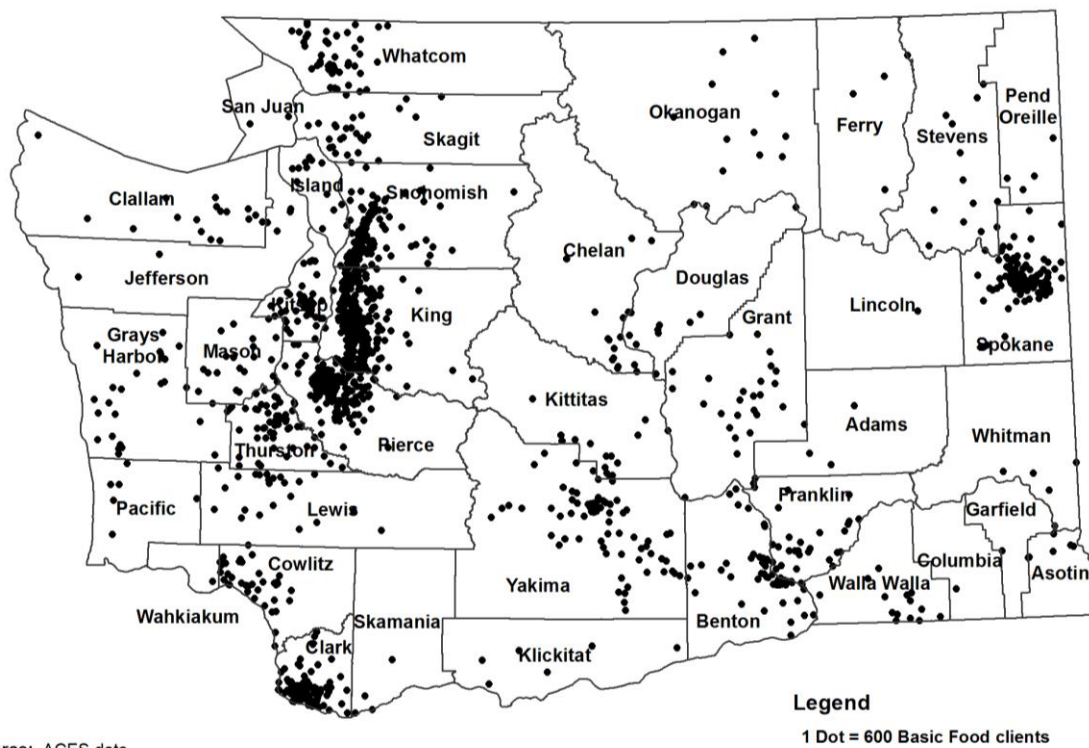 Whatcom
San Juan
Skagit
Okanogan
Ferry
Stevens
Pend
Oreille
Island
Snohomish
Clallam
Chelan
Douglas
Jefferson
Kitsap
King
Grant
Lincoln
Spokane
Grays
Harbor
Mason
Kittitas
Adams
Whitman
Thurston
Pierce
Pacific
Lewis
Franklin
Garfield
Columbia
Asotin
Cowlitz
Wahkiakum
Skamania
Yakima
Benton
Walla Walla
Clark
Klickitat
Legend
1 Dot = 600 Basic Food clients